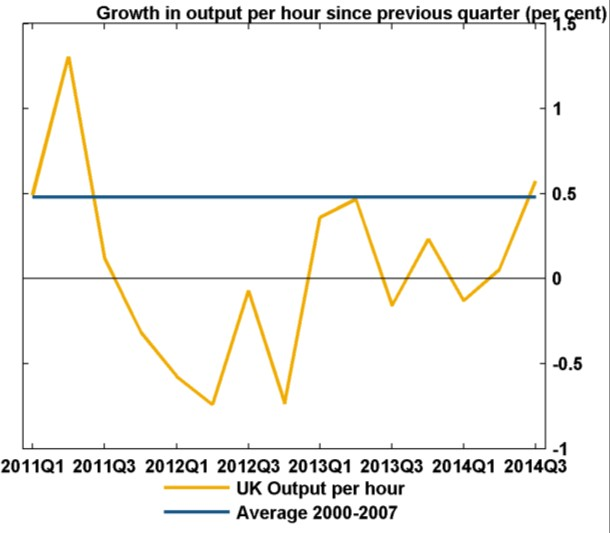 Growth in output per hour since previous quarter (per cent)
1.5
1
0.5
0
-0.5
-1
2011Q1 2011Q3 2012Q1 2012Q3 2013Q1 2013Q3 2014Q1 2014Q3
UK Output per hour
Average 2000-2007